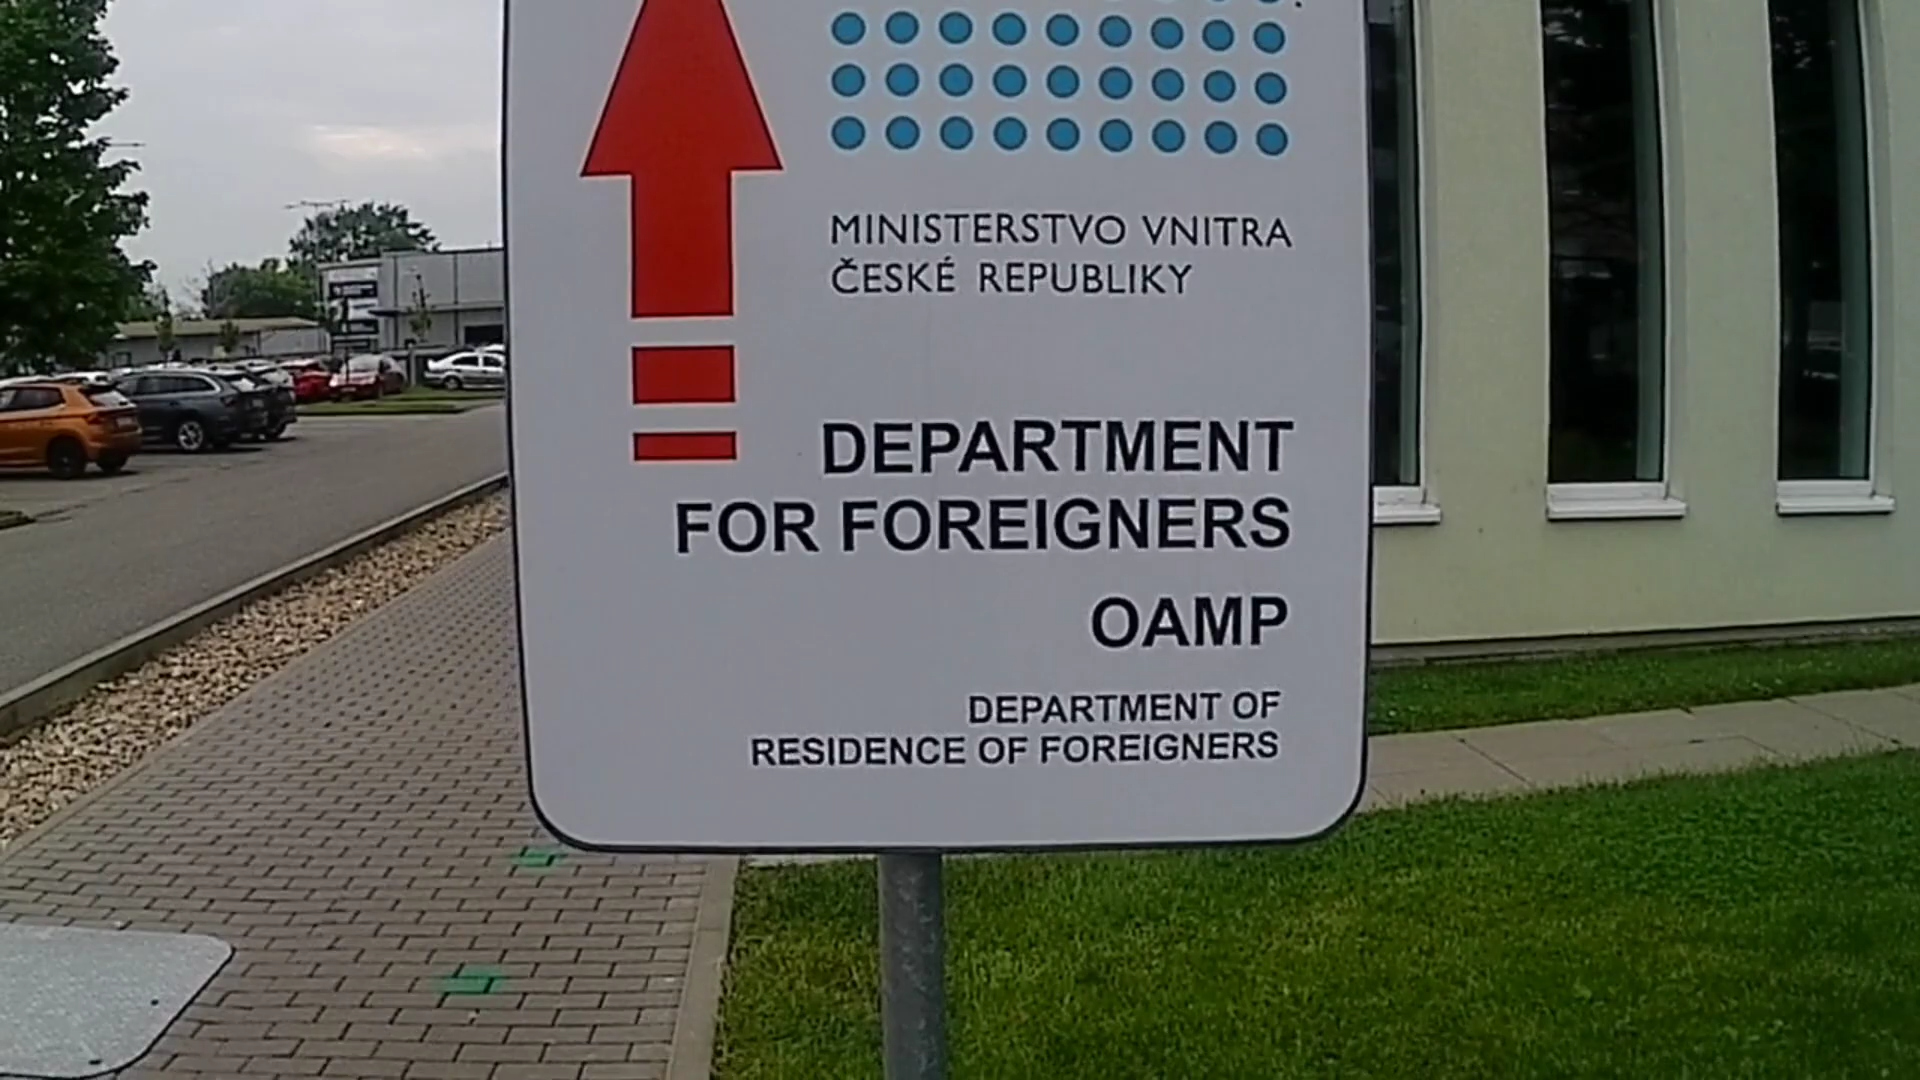 MINISTERSTVO VNITRA
ČESKÉ REPUBLIKY
DEPARTMENT
FOR FOREIGNERS
OAMP
DEPARTMENT OF
RESIDENCE OF FOREIGNERS